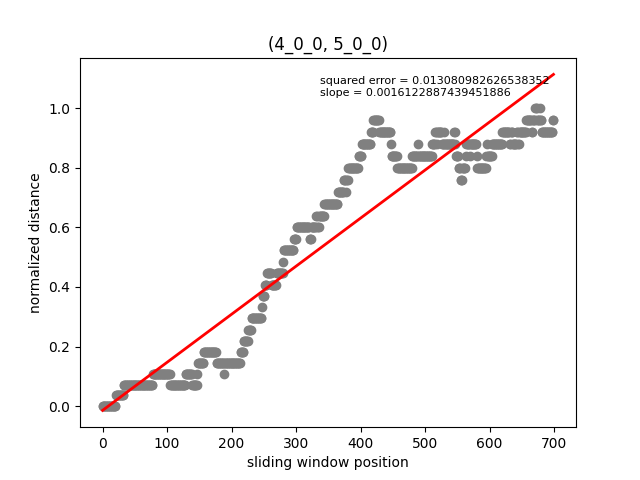 (4_0_0, 5_0_0)
squared error = 0.013080982626538352
slope = 0.0016122887439451886
normalized distance
1.0
0.8
0.6
0.4
0.2
0.0
0 100 200 300 400 500 600 700
sliding window position